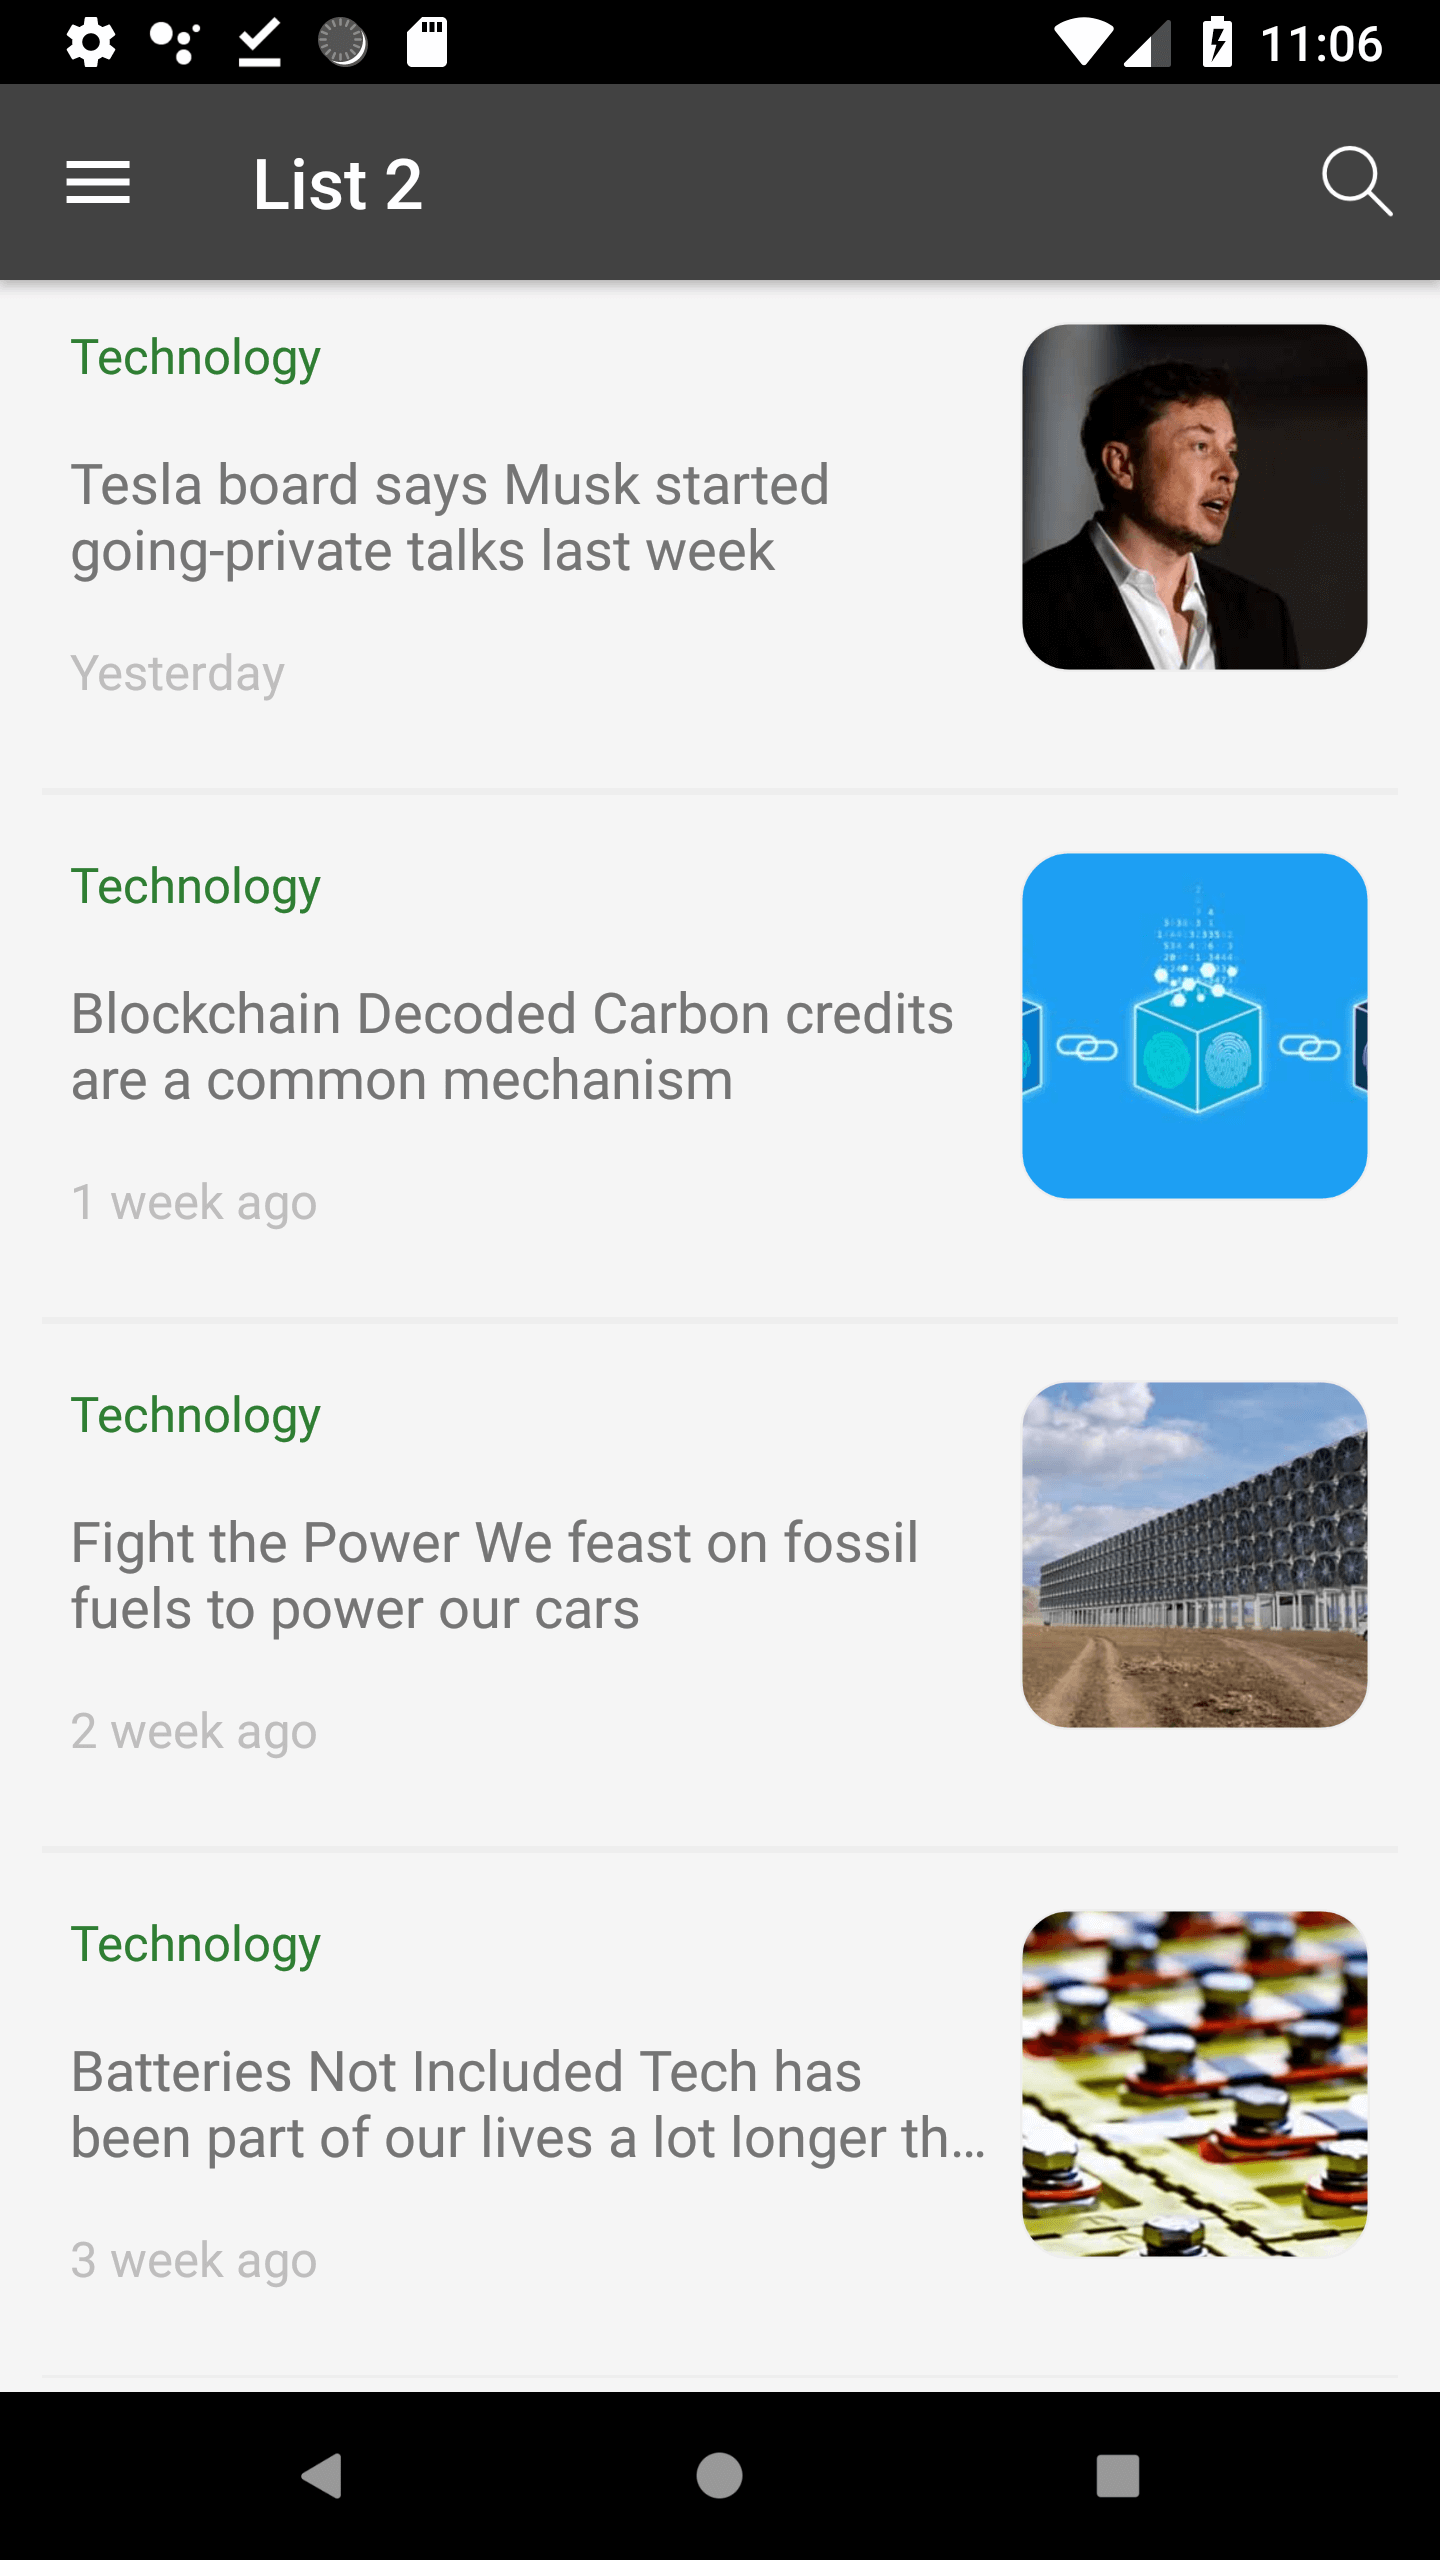 11:06
List 2
Technology
Tesla board says Musk started
going-private talks last week
Yesterday
Technology
Blockchain Decoded Carbon credits
are a common mechanism
1 week ago
Technology
Fight the Power We feast on fossil
fuels to power our cars
2 week ago
Technology
Batteries Not Included Tech has
been part of our lives a lot longer th...
3 week ago